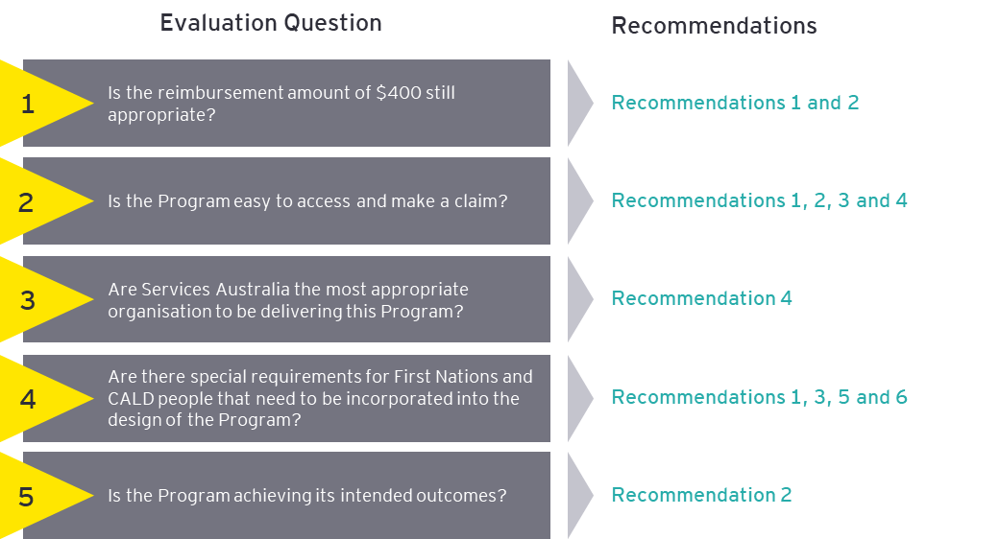 Evaluation Question
Recommendations
1
Is the reimbursement amount of $400 still
appropriate?
Recommendations 1 and 2
2
Is the Program easy to access and make a claim?
Recommendations 1, 2, 3 and 4
3
Are Services Australia the most appropriate
organisation to be delivering this Program?
Recommendation 4
4
Are there special requirements for First Nations and
CALD people that need to be incorporated into the
design of the Program?
Recommendations 1, 3, 5 and 6
5
Is the Program achieving its intended outcomes?
Recommendation 2